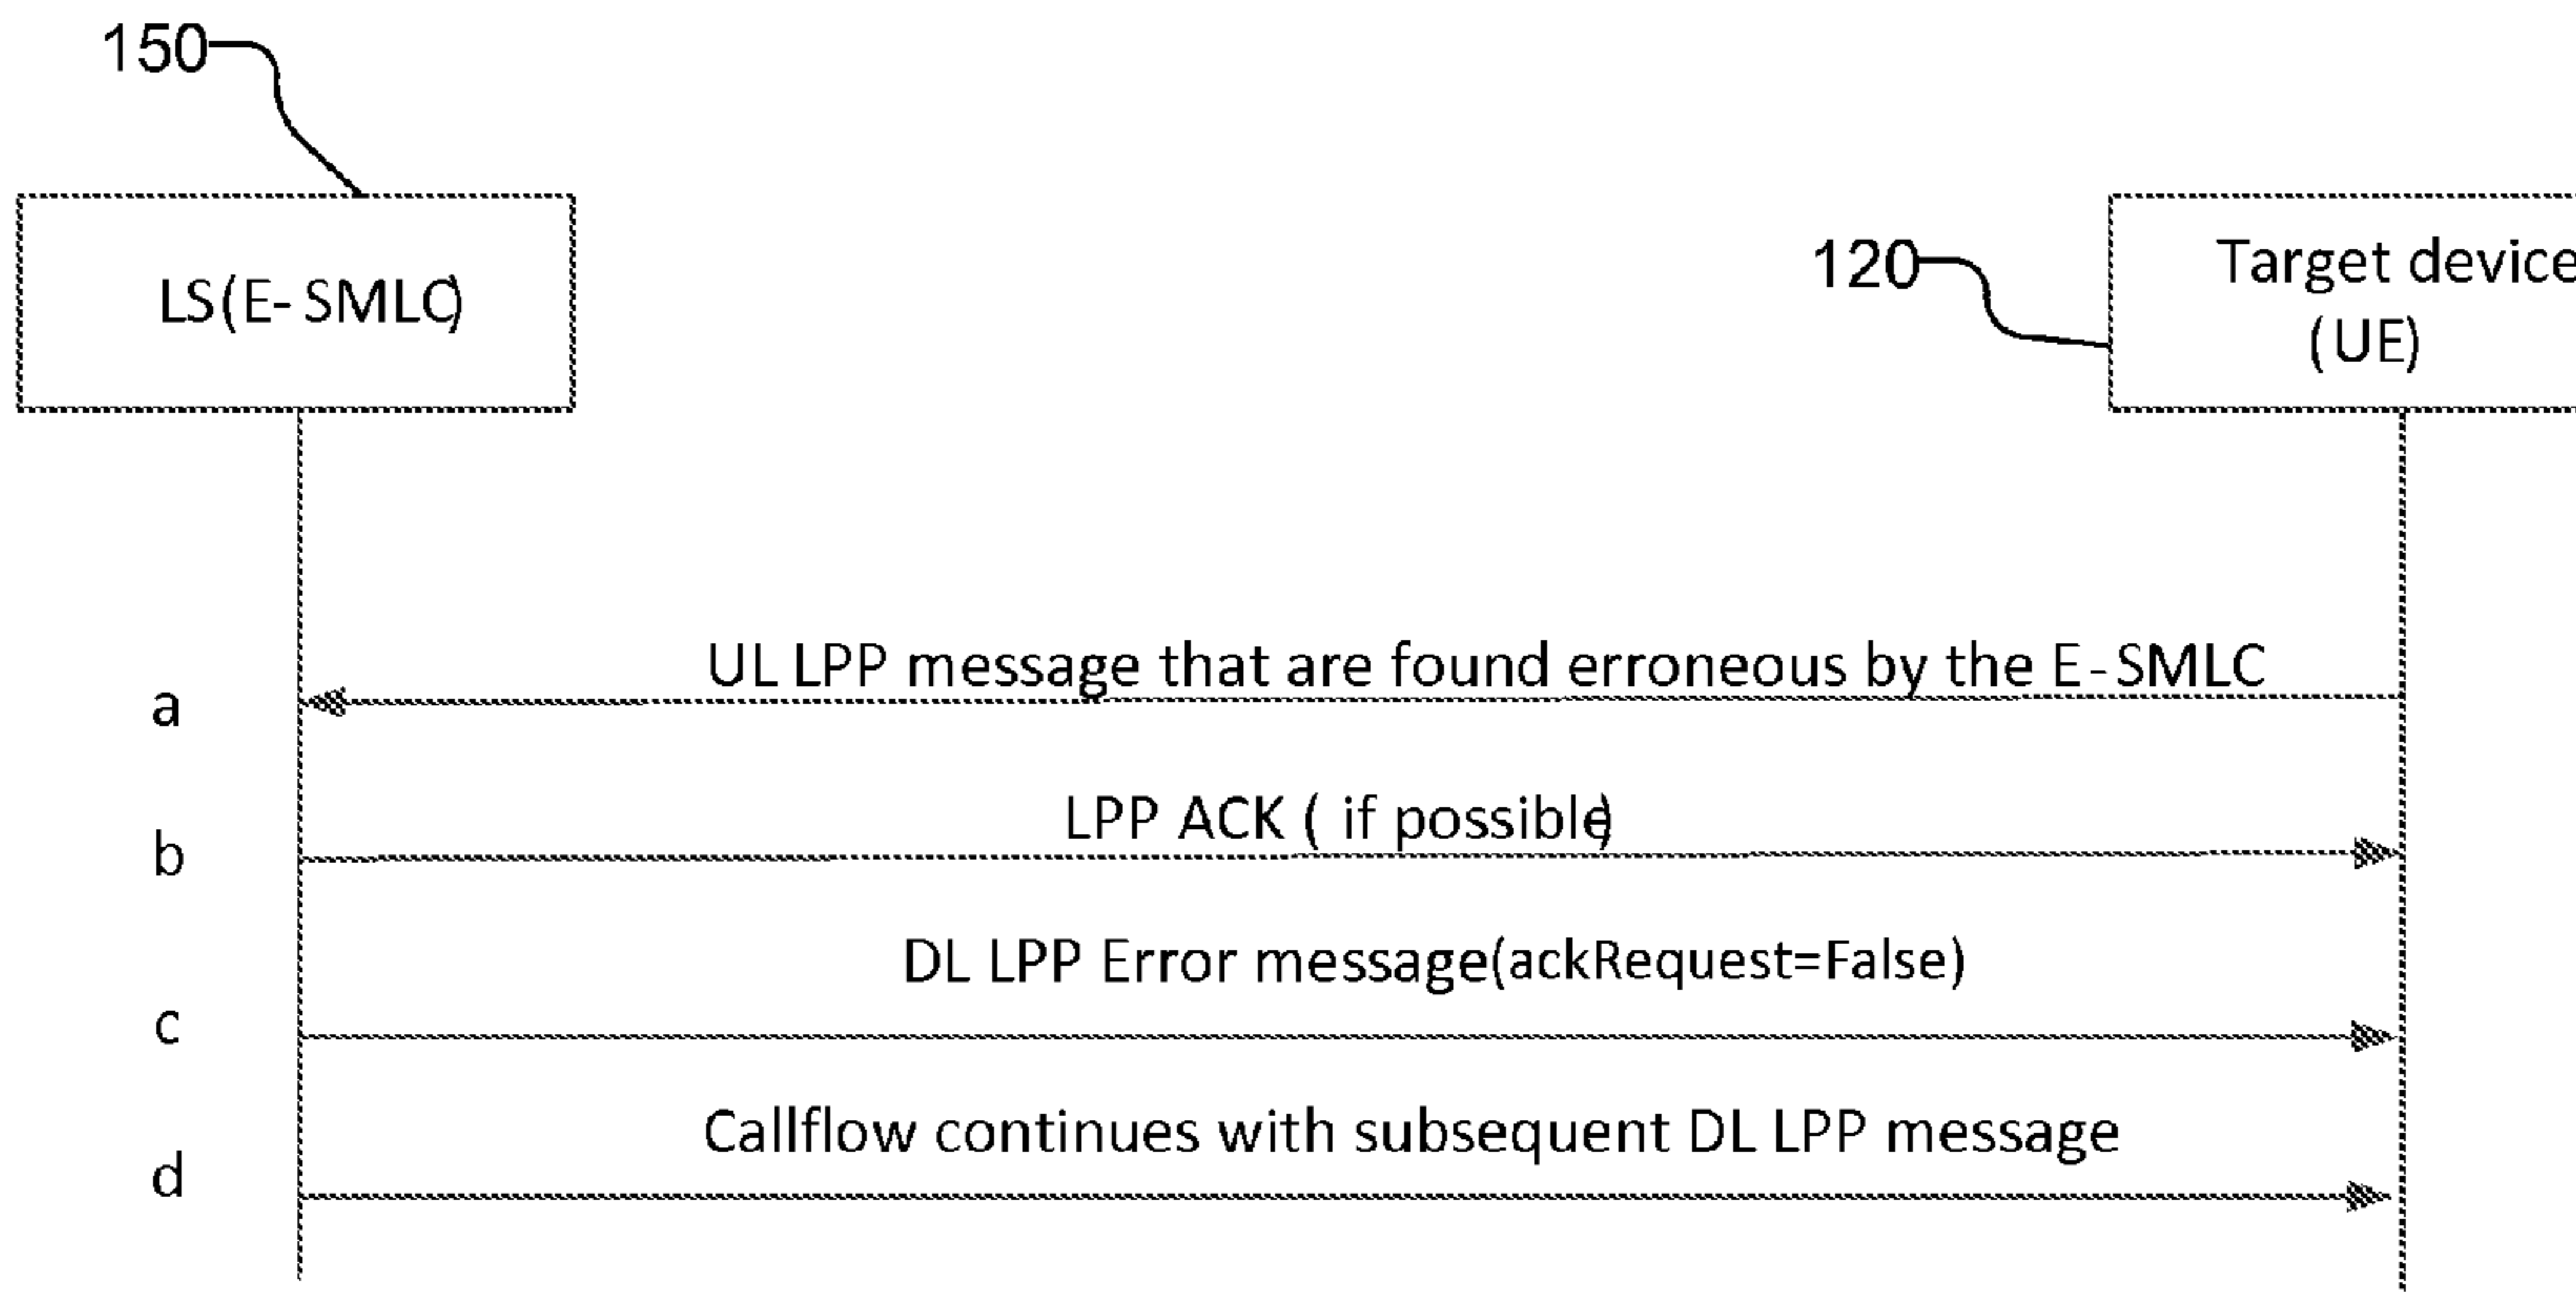 150
LS(E- SMLC)
120
Target device
(UE)
UL LPP message that are found erroneous by the E-SMLC
a
LPP ACK ( if possible)
b
DL LPP Error message(ackRequest=False)
c
Callflow continues with subsequent DL LPP message
d